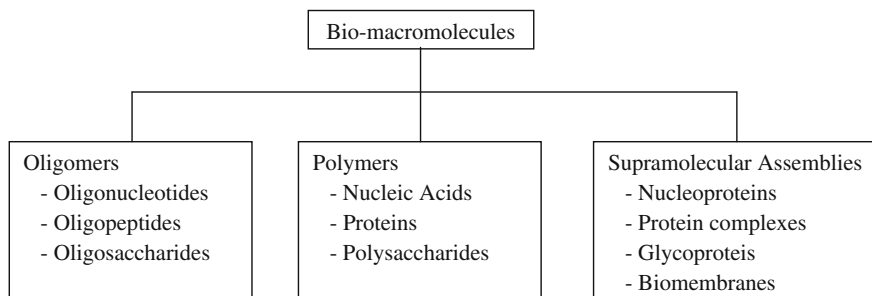 Bio-macromolecules
Oligomers
- Oligonucleotides
- Oligopeptides
- Oligosaccharides
Polymers
- Nucleic Acids
- Proteins
- Polysaccharides
Supramolecular Assemblies
- Nucleoproteins
- Protein complexes
- Glycoproteis
- Biomembranes